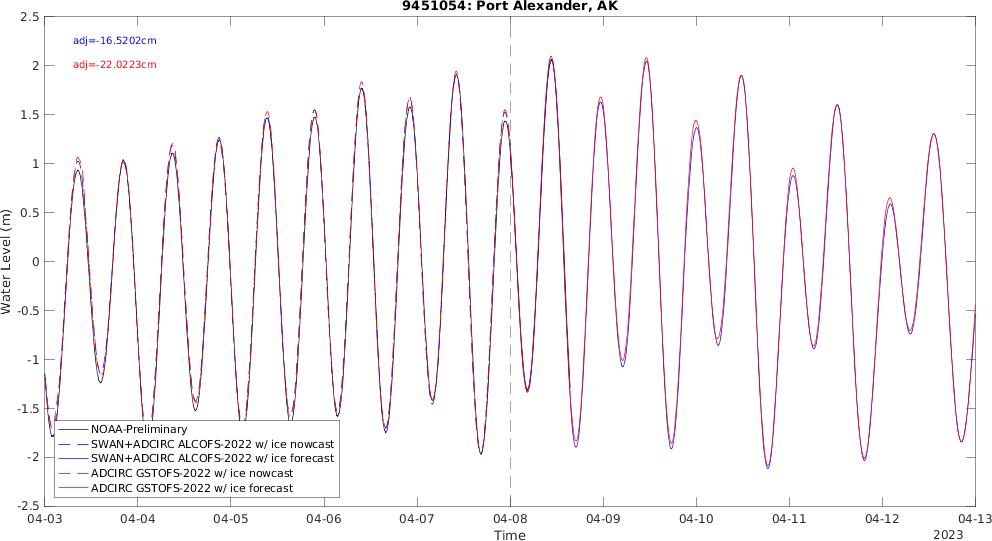 9451054: Port Alexander, AK
adj=-16.5202cm
adj=-22.0223cm
Water Level (m)
2.5
2
1.5
1
0.5
0
-0.5
-1
-1.5
-2
-2.5
NOAA-Preliminary
SWAN+ADCIRC ALCOFS-2022 w/ ice nowcast
SWAN+ADCIRC ALCOFS-2022 w/ ice forecast
ADCIRC GSTOFS-2022 w/ ice nowcast
ADCIRC GSTOFS-2022 w/ ice forecast
04-03 04-04 04-05 04-06 04-07 04-08 04-09 04-10 04-11 04-12 04-13
Time
2023